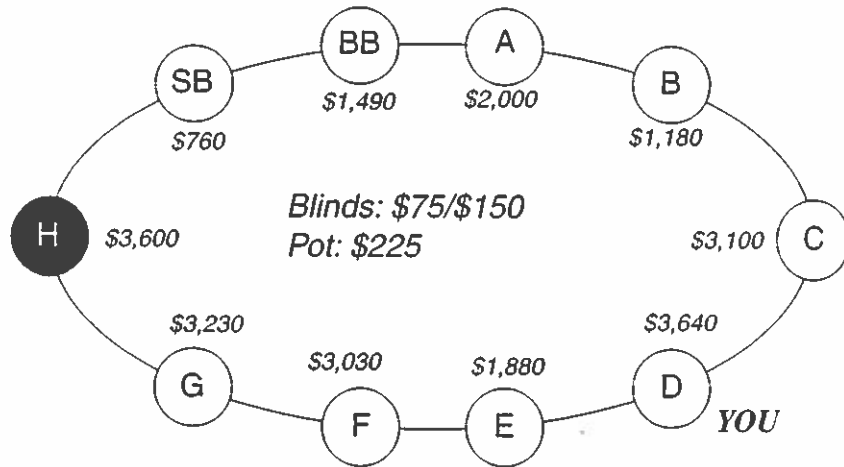 BB
A
SB
B
$1,490
$2,000
$760
$1,180
Blinds: $75/$150
H
$3,600
Pot: $225
$3,100
C
$3,230
$3,640
$3,030
$1,880
G
D
F
E
YOU